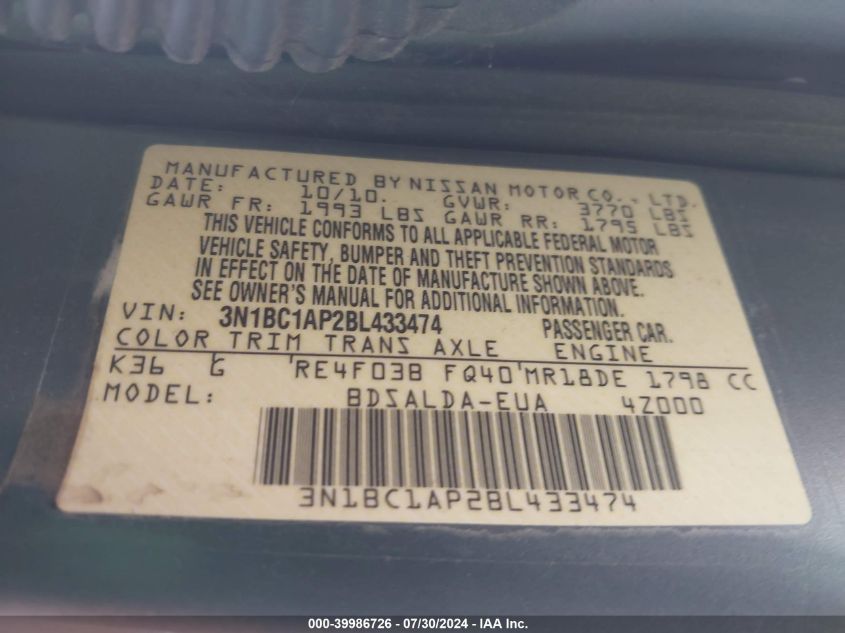 MANUFACTURED BY NISSAN MOTOR CO., LTD.
DATE: 10/10. GVWR: 3770 LBS
GAWR FR: 1993 LBS GAWR RR: 1795 LBS
THIS VEHICLE CONFORMS TO ALL APPLICABLE FEDERAL MOTOR
VEHICLE SAFETY, BUMPER AND THEFT PREVENTION STANDARDS
IN EFFECT ON THE DATE OF MANUFACTURE SHOWN ABOVE.
SEE OWNER'S MANUAL FOR ADDITIONAL INFORMATION.
VIN: 3N1BC1AP2BL433474 PASSENGER CAR.
COLOR TRIM TRANS AXLE ENGINE
K36 G 'RE4F03B FQ40'MR18DE 1798 CC
MODEL: BDSALDA-EUA 4Z000
3N1BC1AP2BL433474
000-39986726 - 07/30/2024 - IAA Inc.